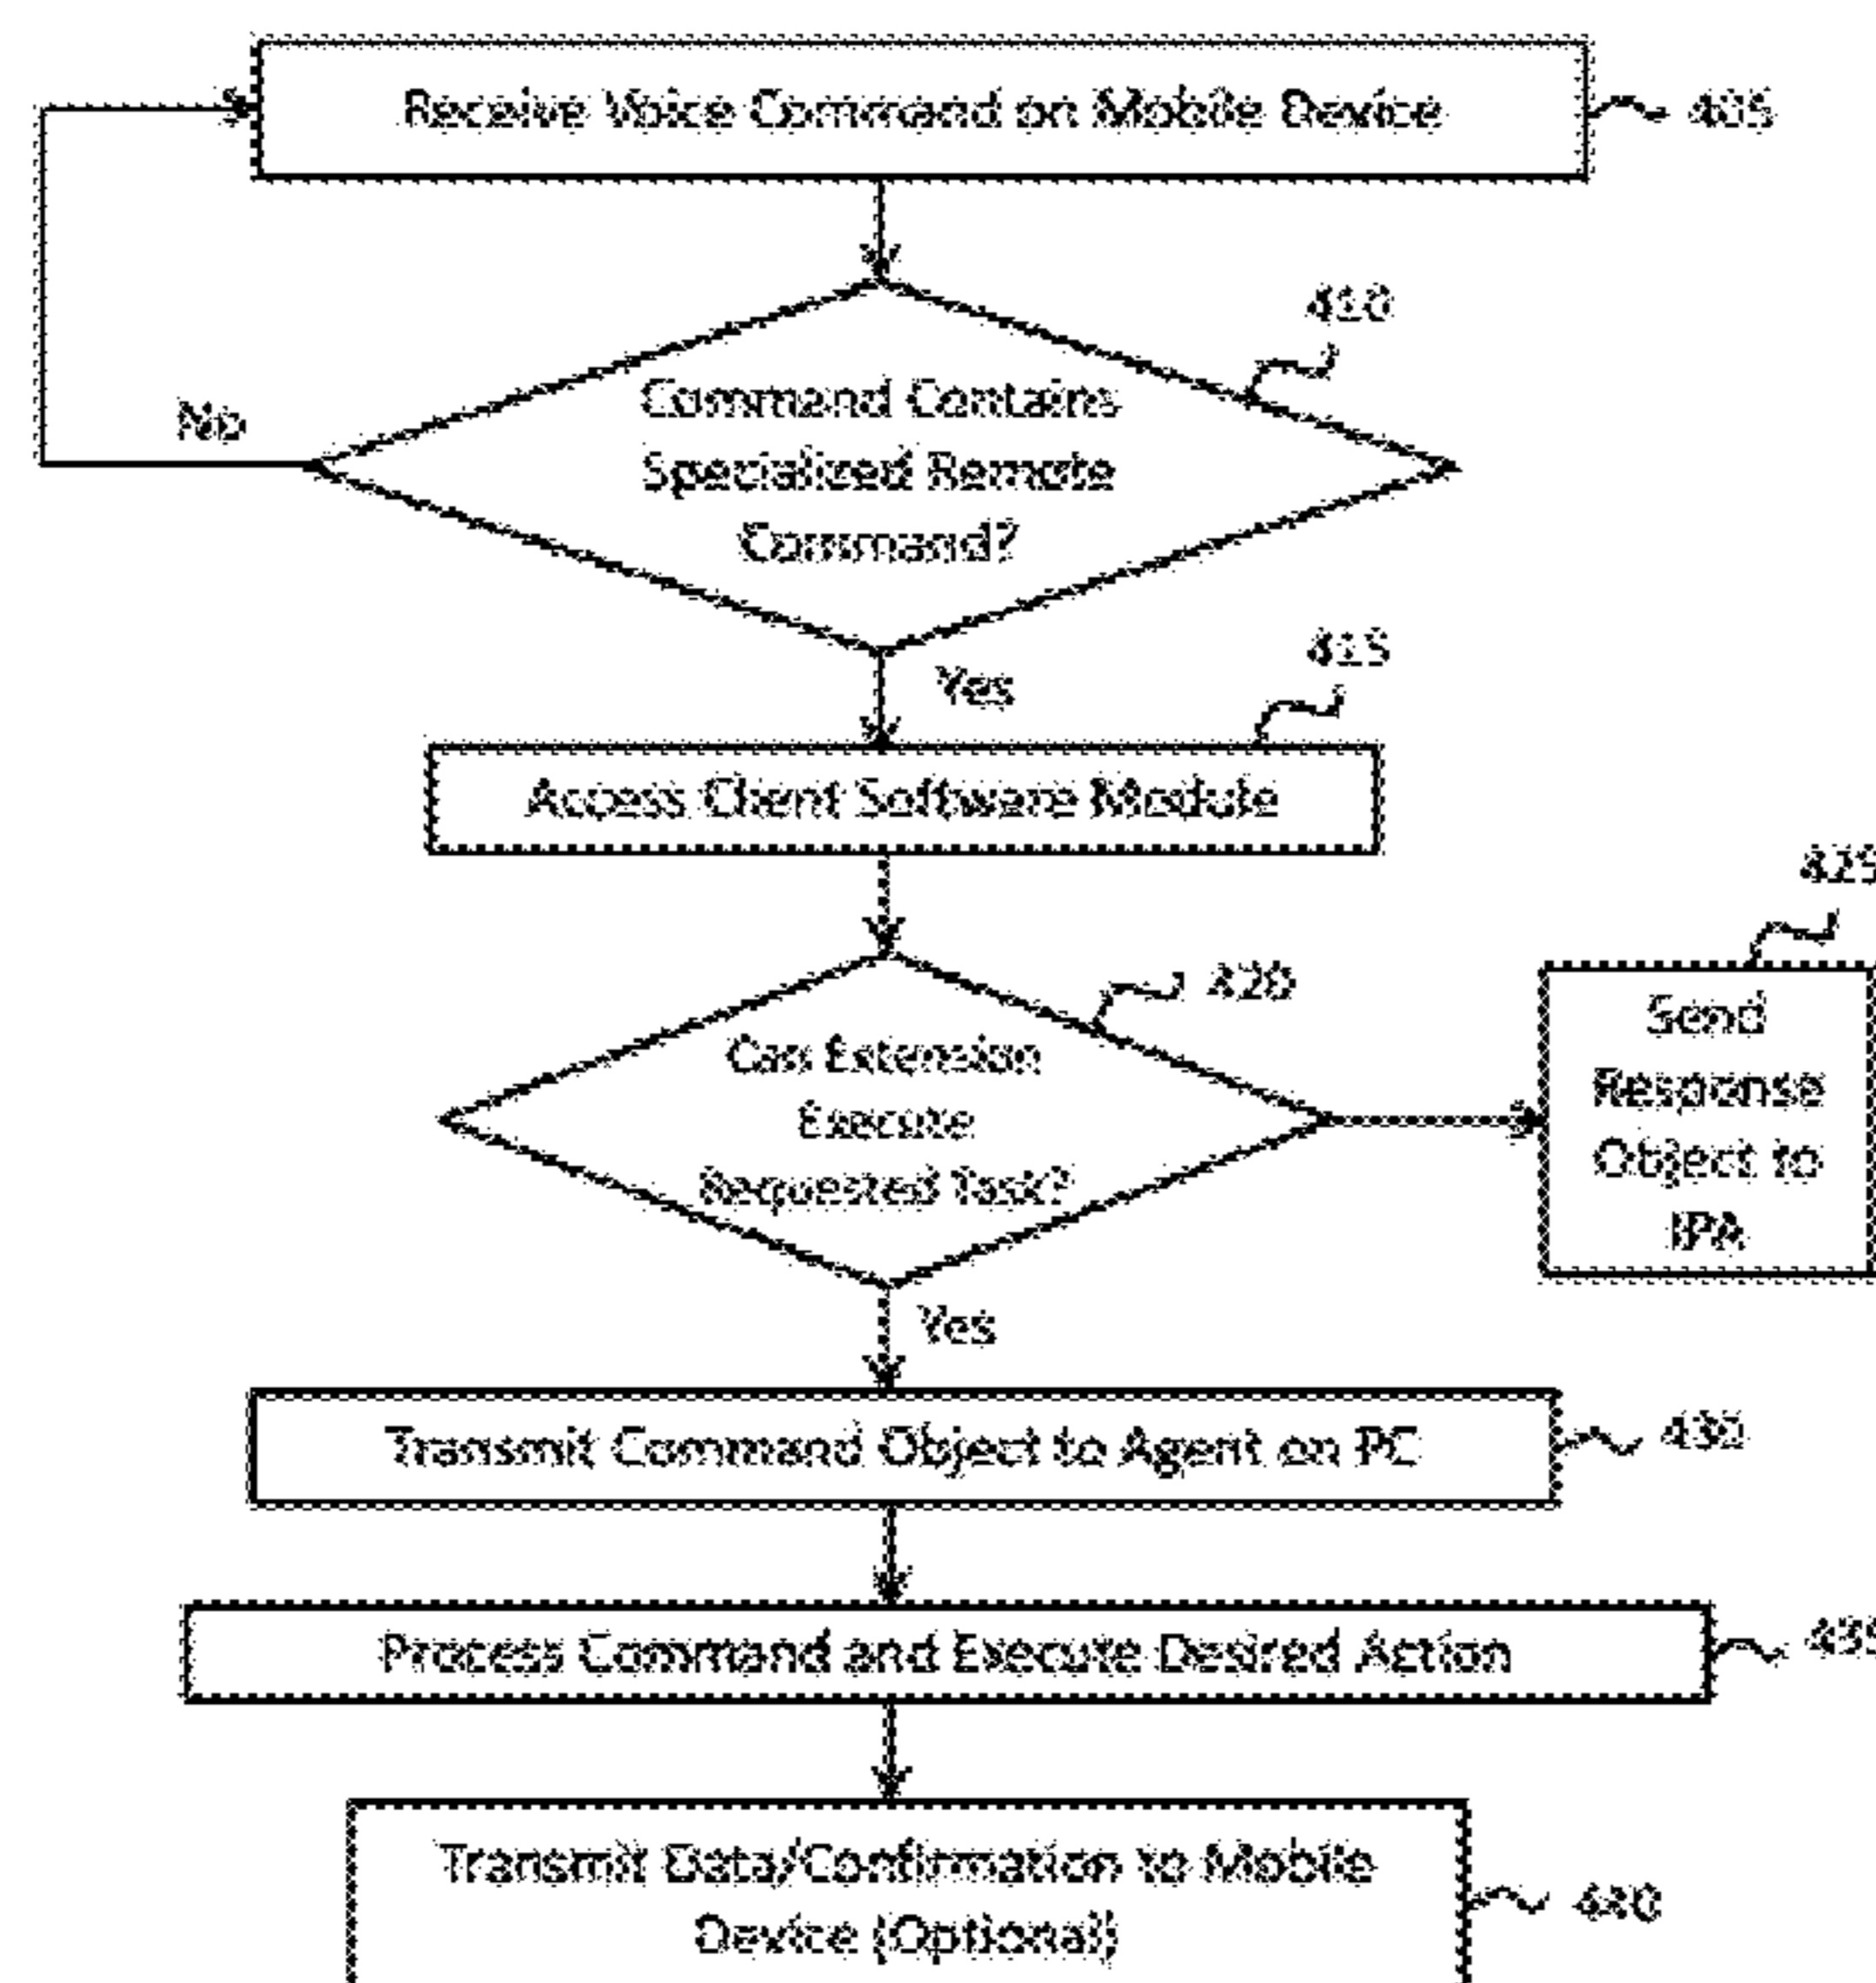 Receive Voice Command on Mobile Device
405
410
Command Contains
Specialized Remote
Command?
No
Yes
415
Access Client Software Module
425
420
Can Extension
Execute
Requested Task?
Send
Response
Object to
IPA
Yes
Transmit Command Object to Agent on PC
430
Process Command and Execute Desired Action
435
Transmit Data/Confirmation to Mobile
Device (Optional)
440